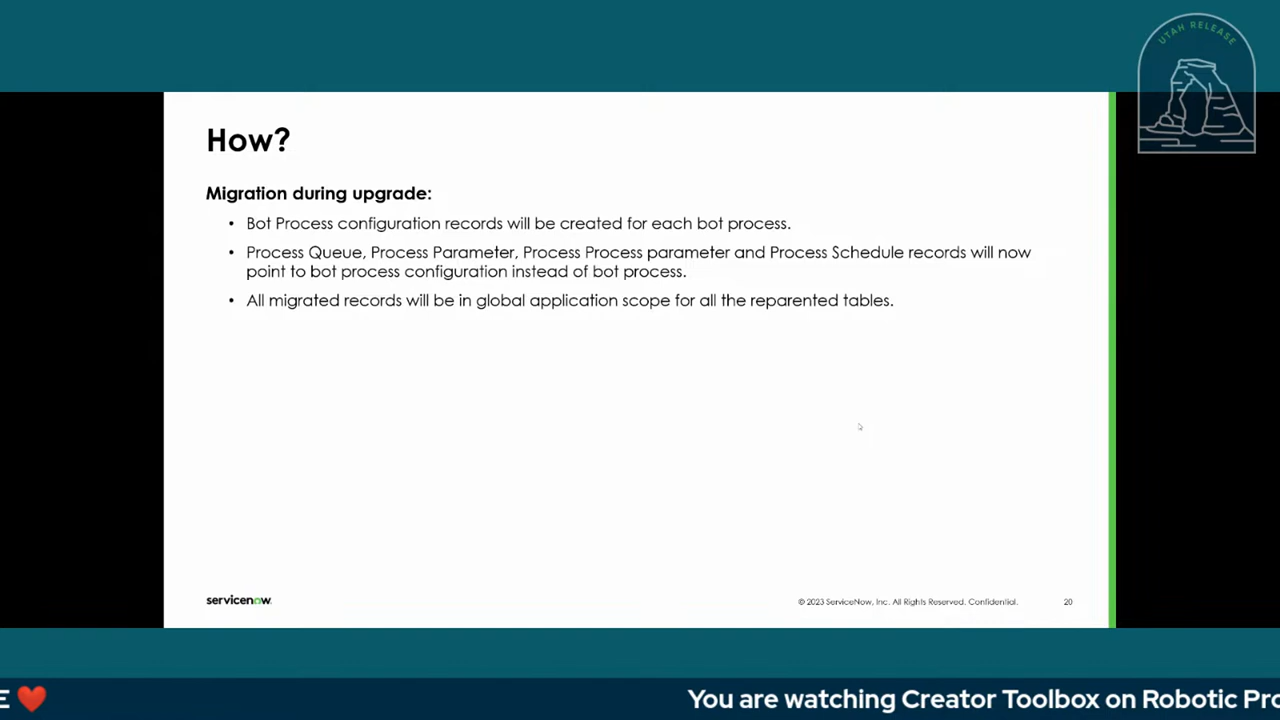 UTAH RELEASE
How?
Migration during upgrade:
• Bot Process configuration records will be created for each bot process.
• Process Queue, Process Parameter, Process Process parameter and Process Schedule records will now
point to bot process configuration instead of bot process.
• All migrated records will be in global application scope for all the reparented tables.
servicenow.
© 2023 ServiceNow, Inc. All Rights Reserved. Confidential.
20
E ❤️ You are watching Creator Toolbox on Robotic Pro